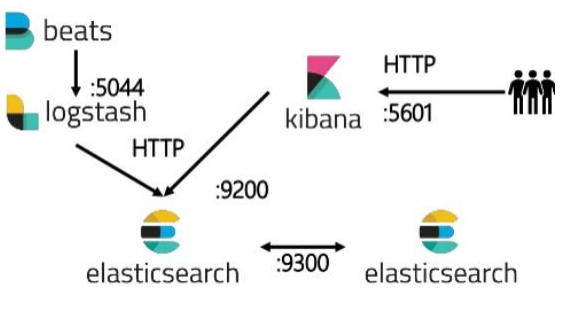 beats
:5044
logstash
HTTP
kibana
HTTP
:5601
:9200
elasticsearch
:9300
elasticsearch